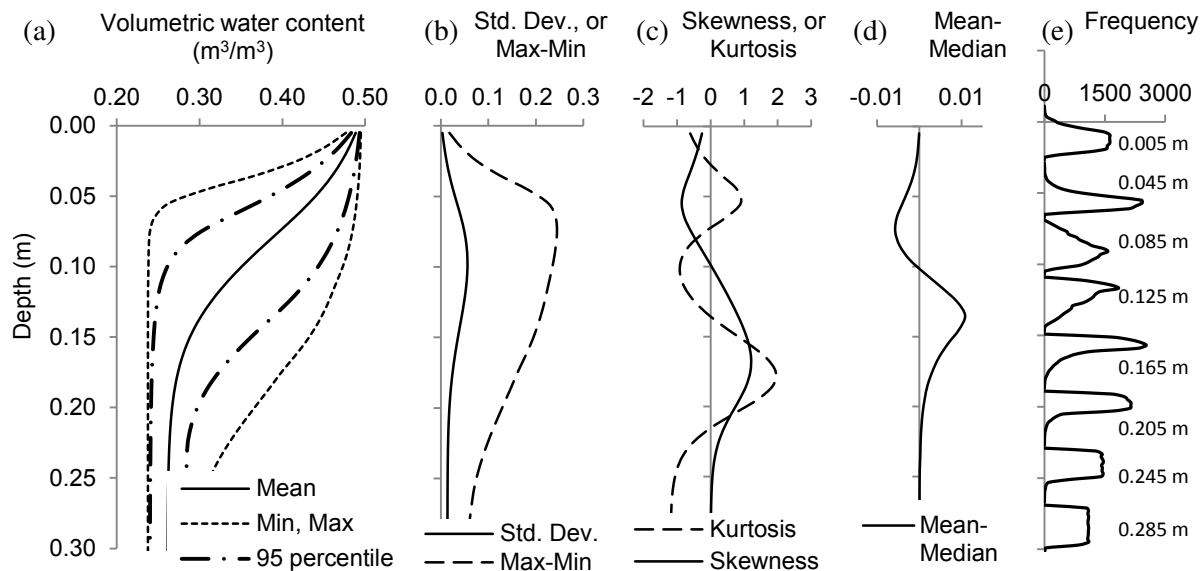 (a)
Volumetric water content
(m³/m³)
0.20 0.30 0.40 0.50
0.00
0.05
0.10
0.15
0.20
0.25
0.30
Depth (m)
Mean
Min, Max
95 percentile
(b)
Std. Dev., or
Max-Min
0.0 0.1 0.2 0.3
Std. Dev.
Max-Min
(c)
Skewness, or
Kurtosis
-2 -1 0 1 2 3
Kurtosis
Skewness
(d)
Mean-
Median
-0.01 0.01
Mean-
Median
(e)
Frequency
0 1500 3000
0.005 m
0.045 m
0.085 m
0.125 m
0.165 m
0.205 m
0.245 m
0.285 m